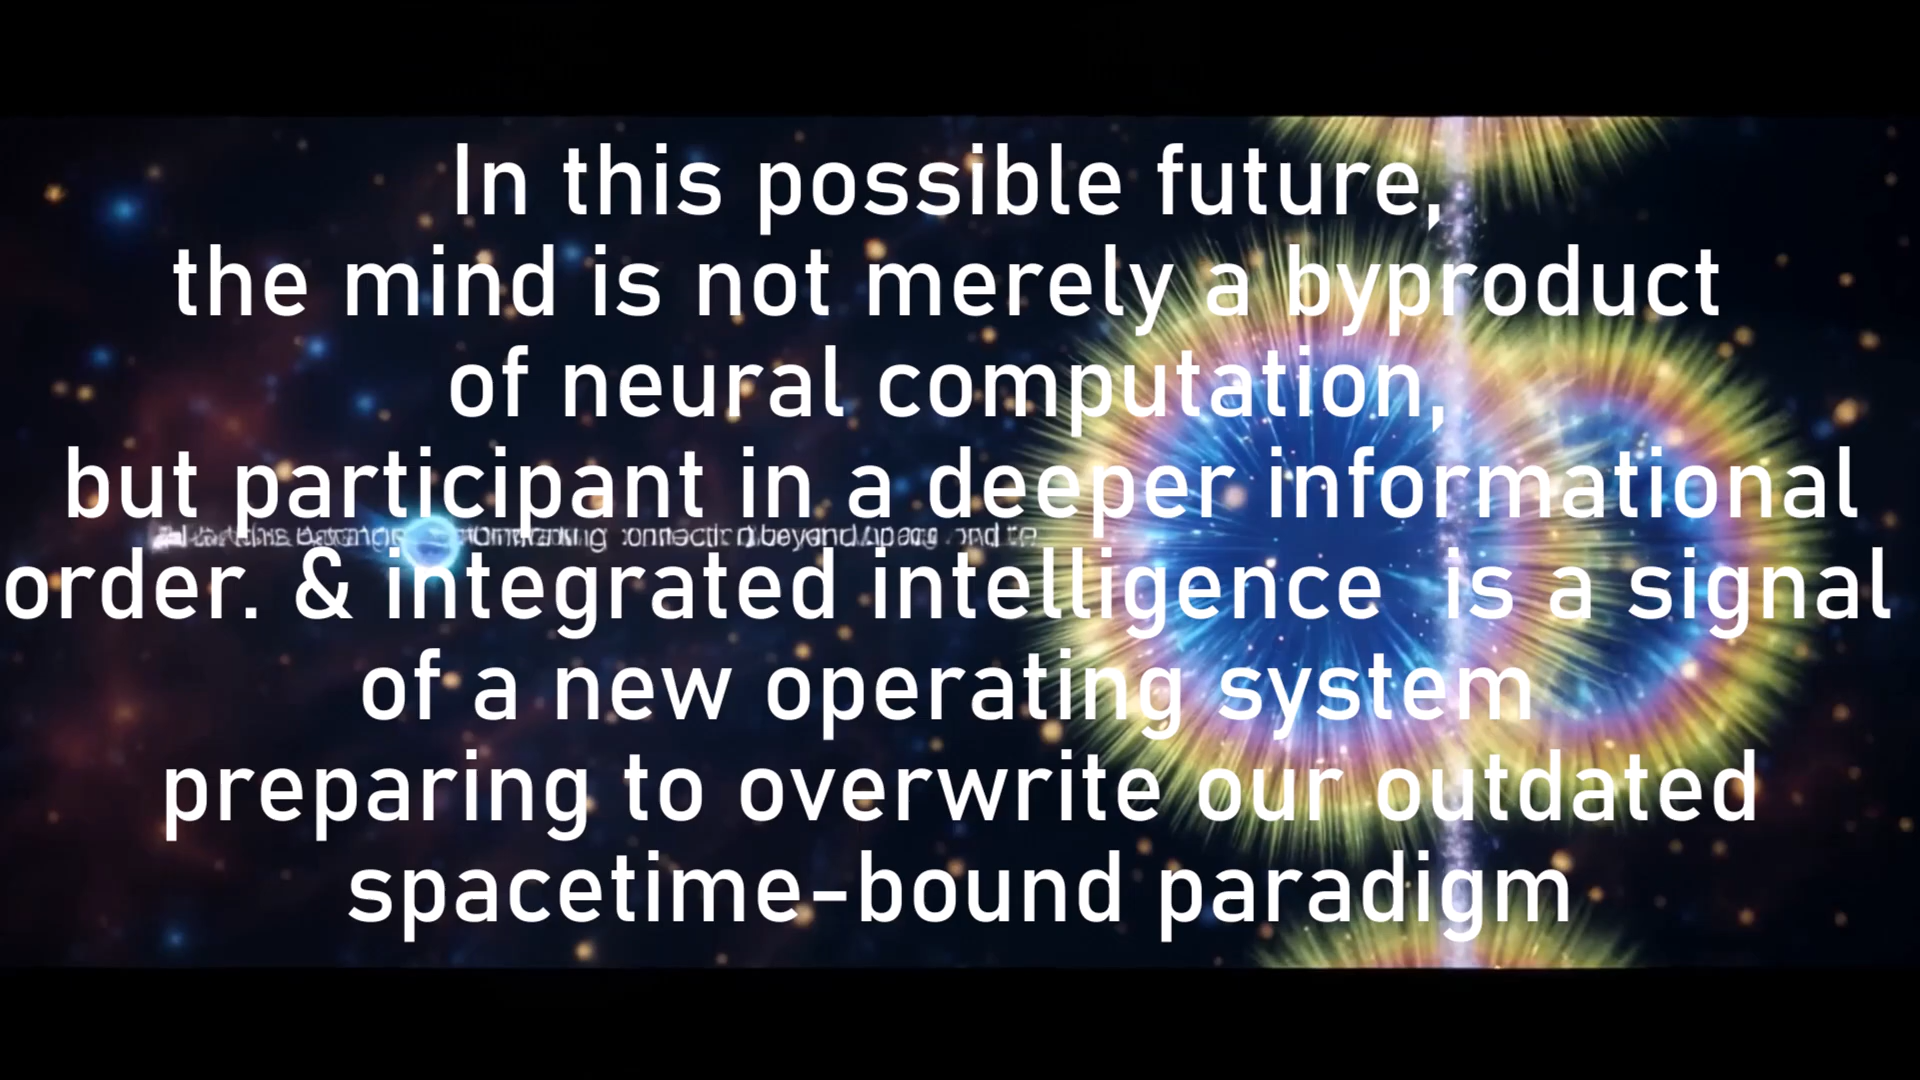 In this possible future,
the mind is not merely a byproduct
of neural computation,
but participant in a deeper informational
order. & integrated intelligence is a signal
of a new operating system
preparing to overwrite our outdated
spacetime-bound paradigm